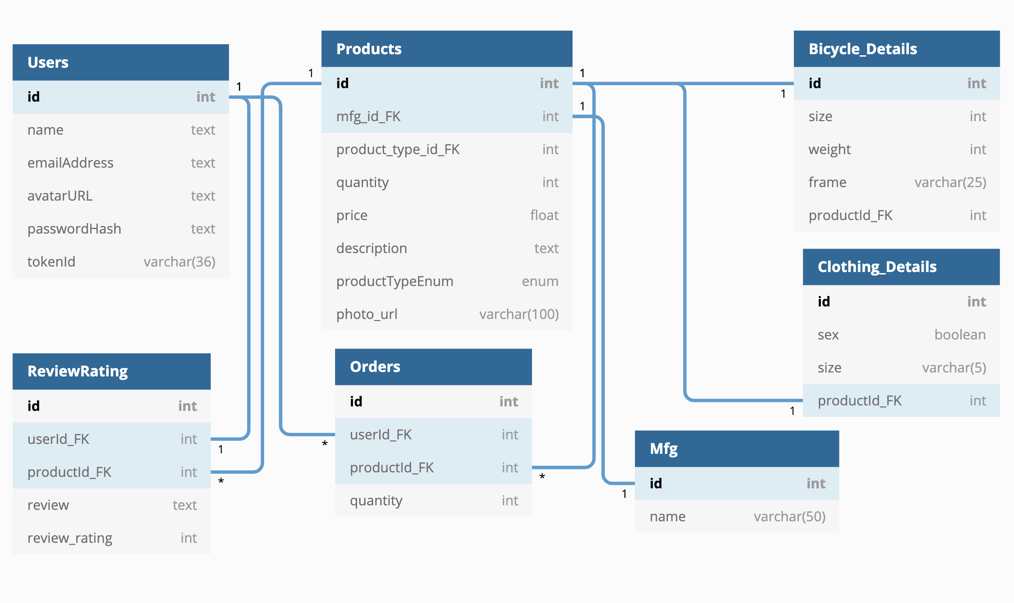 Users
id int
name text
emailAddress text
avatarURL text
passwordHash text
tokenId varchar(36)
1
1
Products
id int
mfg_id_FK int
product_type_id_FK int
quantity int
price float
description text
productTypeEnum enum
photo_url varchar(100)
1
1
1
Bicycle_Details
id int
size int
weight int
frame varchar(25)
productId_FK int
Clothing_Details
id int
sex boolean
size varchar(5)
productId_FK int
1
ReviewRating
id int
userId_FK int
productId_FK int
review text
review_rating int
1
*
Orders
id int
userId_FK int
productId_FK int
quantity int
*
*
Mfg
id int
name varchar(50)
1